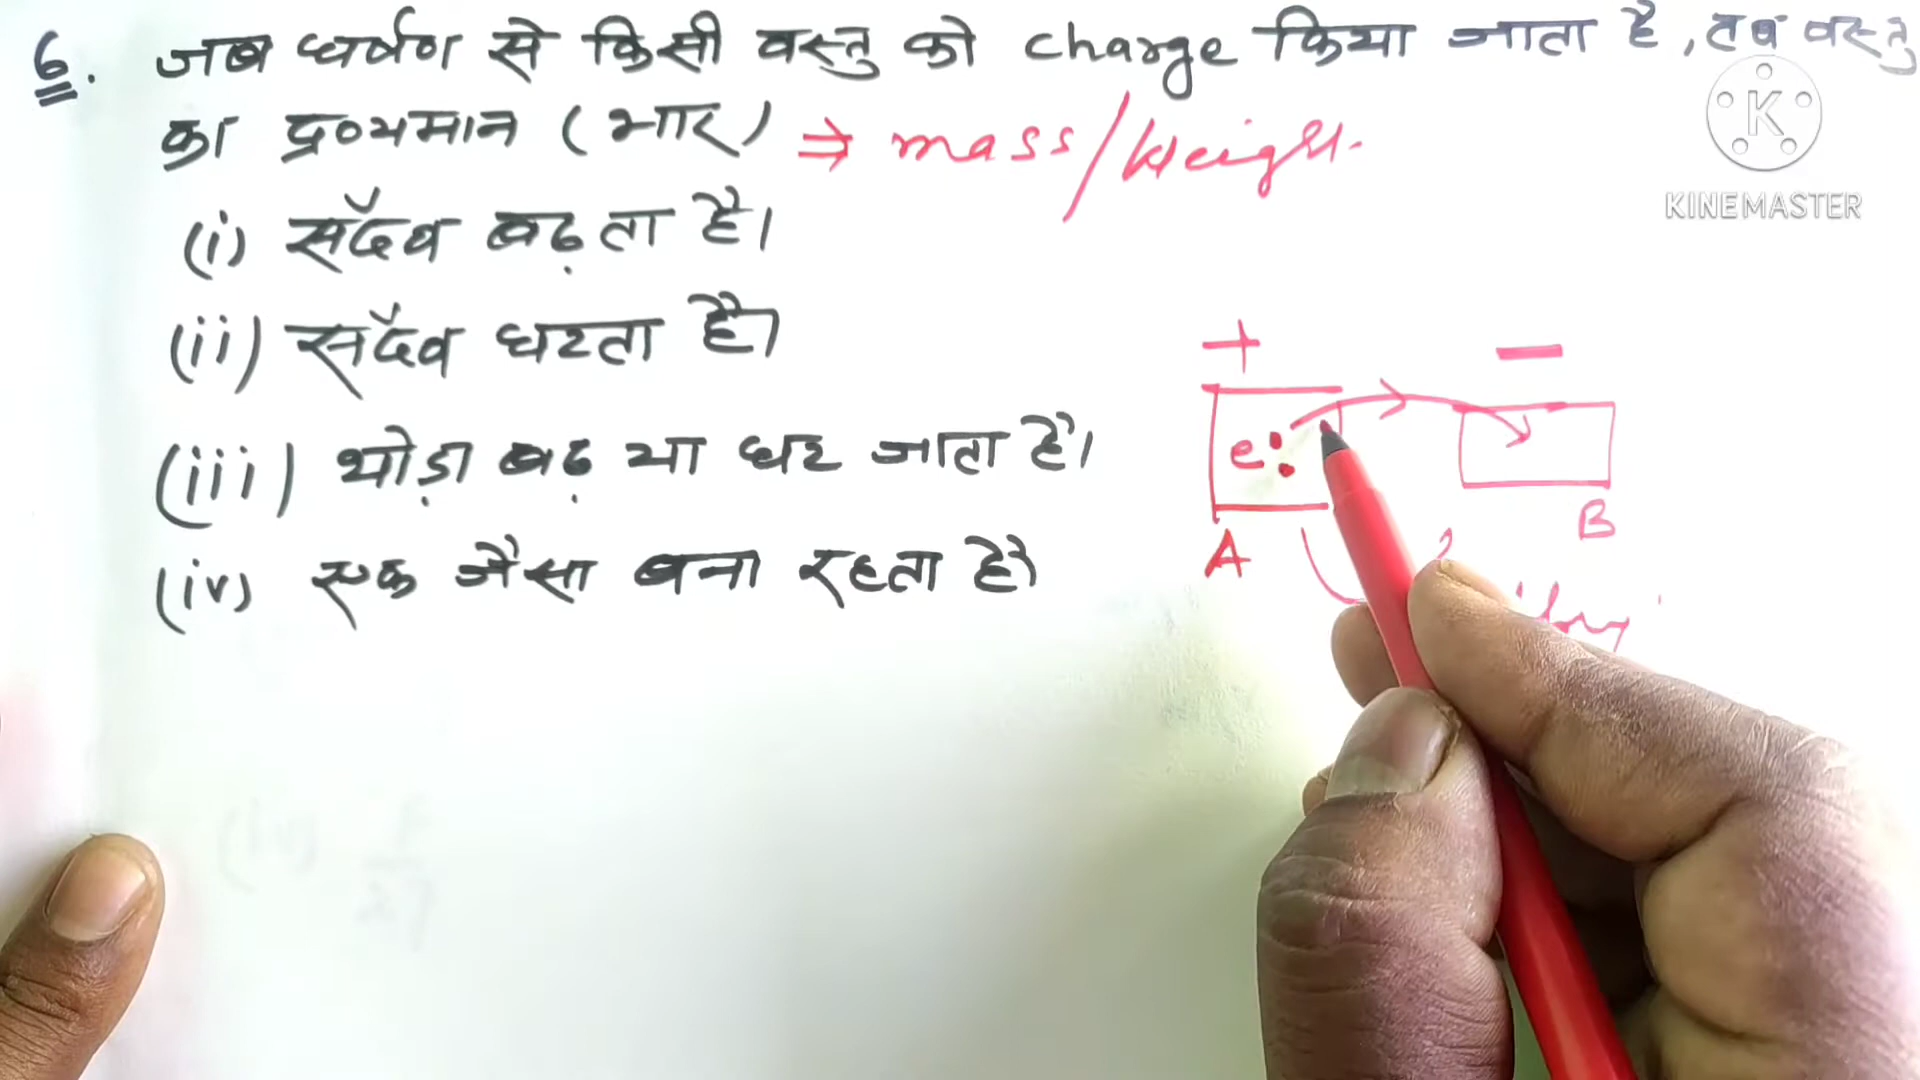 6. जब घर्षण से किसी वस्तु को charge किया जाता है, तब वस्तु
का द्रव्यमान (भार) ⇒ mass/Weight.
(i) सदैव बढ़ता है।
(ii) सदैव घटता है।
(iii) थोड़ा बढ़ या घट जाता है।
(iv) एक जैसा बना रहता है
K
KINEMASTER
+ −
e
A B